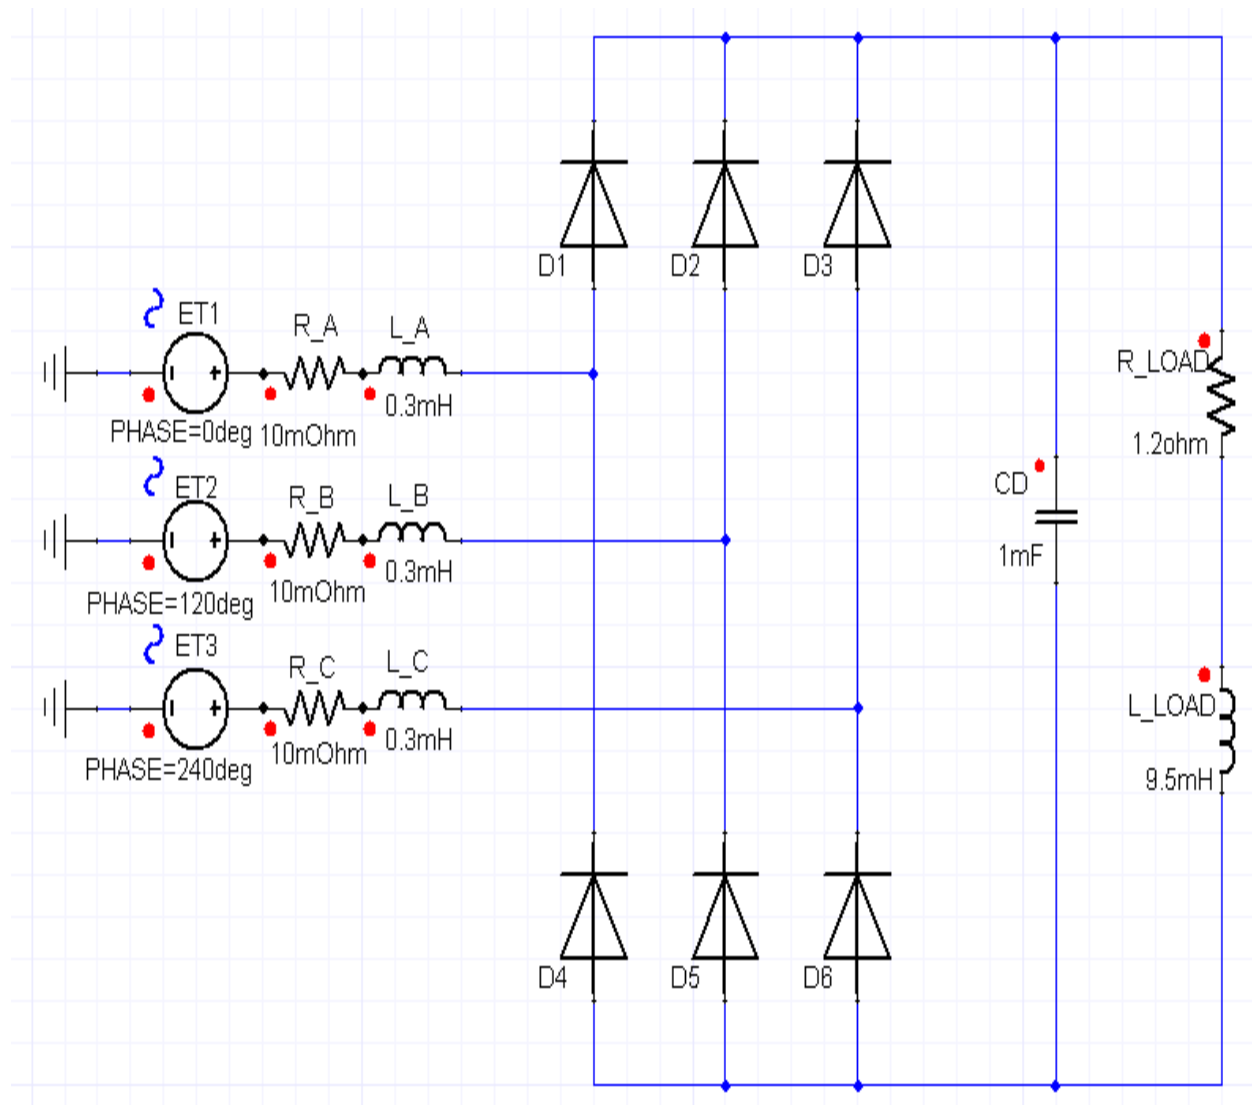 D1
D2
D3
ET1
R_A
L_A
0.3mH
PHASE=0deg
10mOhm
R_LOAD
1.2ohm
ET2
R_B
L_B
0.3mH
10mOhm
PHASE=120deg
CD
1mF
ET3
R_C
L_C
0.3mH
10mOhm
PHASE=240deg
L_LOAD
9.5mH
D4
D5
D6